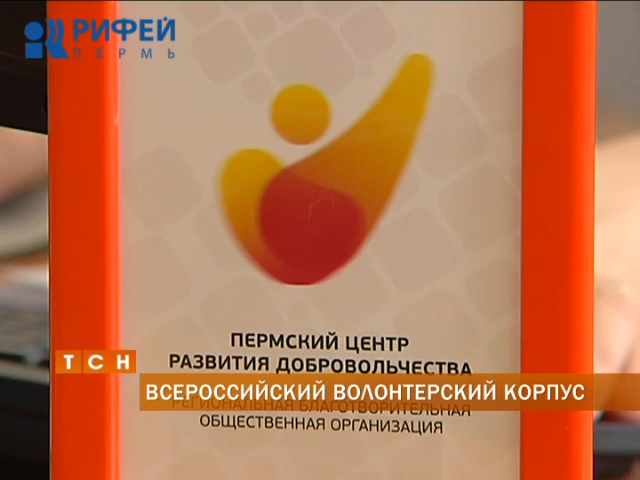 РИФЕЙ
ПЕРМЬ
ПЕРМСКИЙ ЦЕНТР
РАЗВИТИЯ ДОБРОВОЛЬЧЕСТВА
ТСН
ВСЕРОССИЙСКИЙ ВОЛОНТЕРСКИЙ КОРПУС
РЕГИОНАЛЬНАЯ БЛАГОТВОРИТЕЛЬНАЯ
ОБЩЕСТВЕННАЯ ОРГАНИЗАЦИЯ